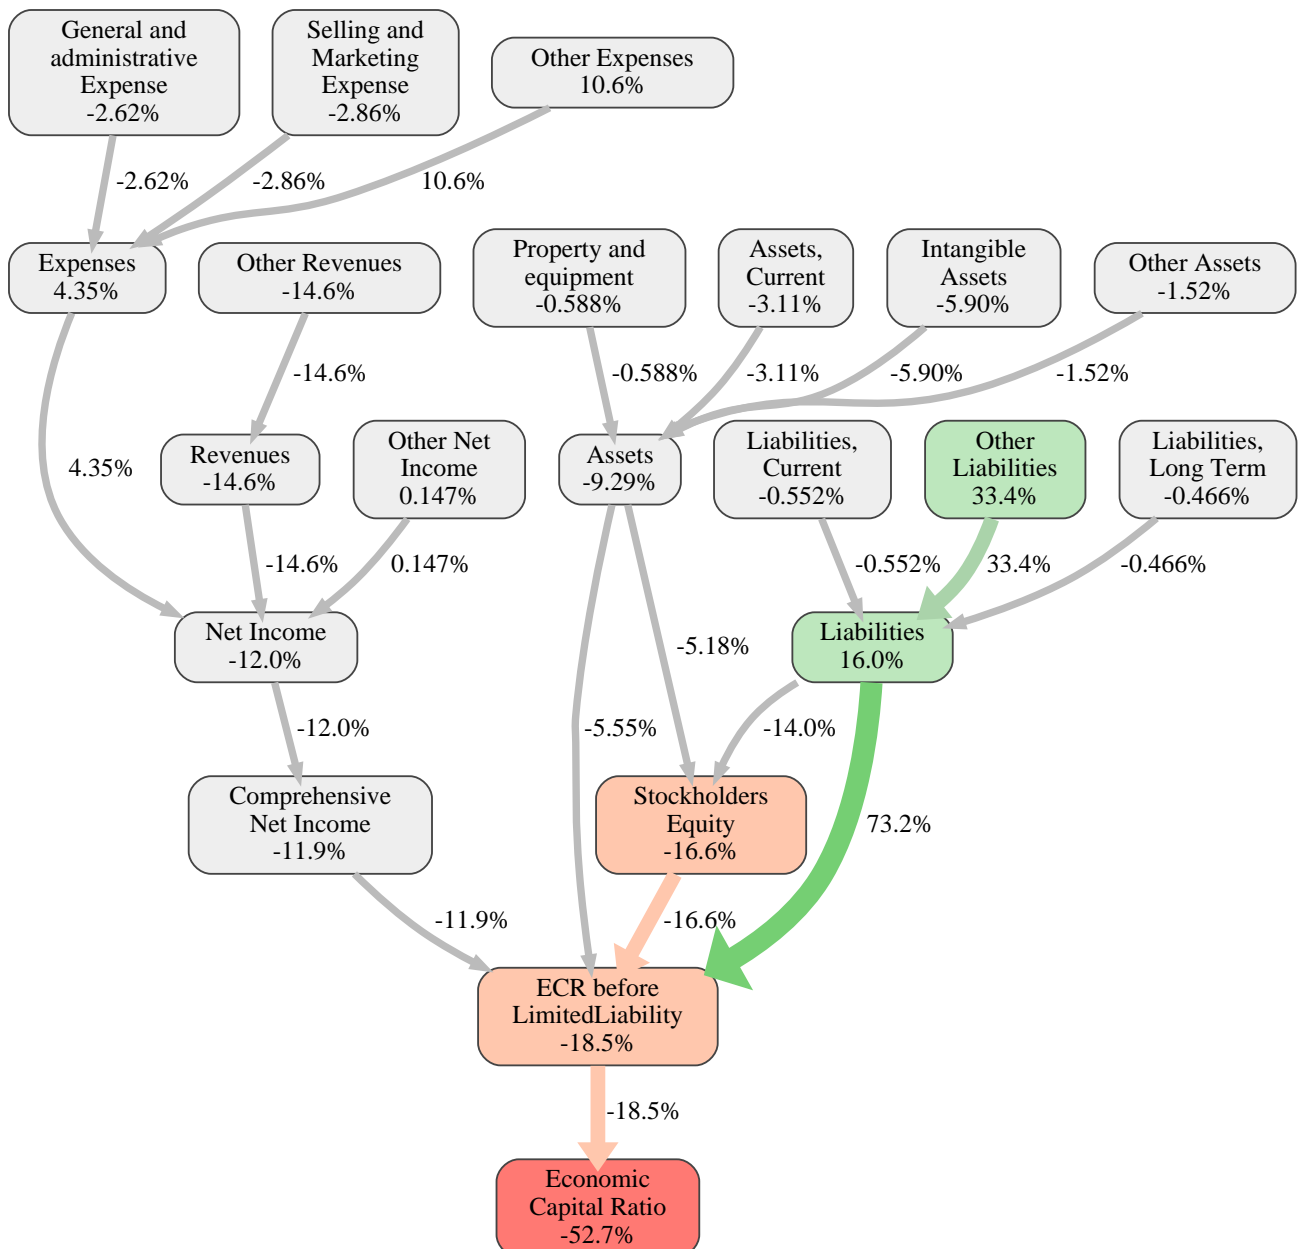 General and
administrative
Expense
-2.62%
Selling and
Marketing
Expense
-2.86%
Other Expenses
10.6%
-2.62%
-2.86%
10.6%
Expenses
4.35%
Other Revenues
-14.6%
Property and
equipment
-0.588%
Assets,
Current
-3.11%
Intangible
Assets
-5.90%
Other Assets
-1.52%
-14.6%
-0.588%
-3.11%
-5.90%
-1.52%
4.35%
Revenues
-14.6%
Other Net
Income
0.147%
Assets
-9.29%
Liabilities,
Current
-0.552%
Other
Liabilities
33.4%
Liabilities,
Long Term
-0.466%
-14.6%
0.147%
-0.552%
33.4%
-0.466%
Net Income
-12.0%
-5.18%
Liabilities
16.0%
-12.0%
-5.55%
-14.0%
Comprehensive
Net Income
-11.9%
Stockholders
Equity
-16.6%
73.2%
-11.9%
-16.6%
ECR before
LimitedLiability
-18.5%
-18.5%
Economic
Capital Ratio
-52.7%